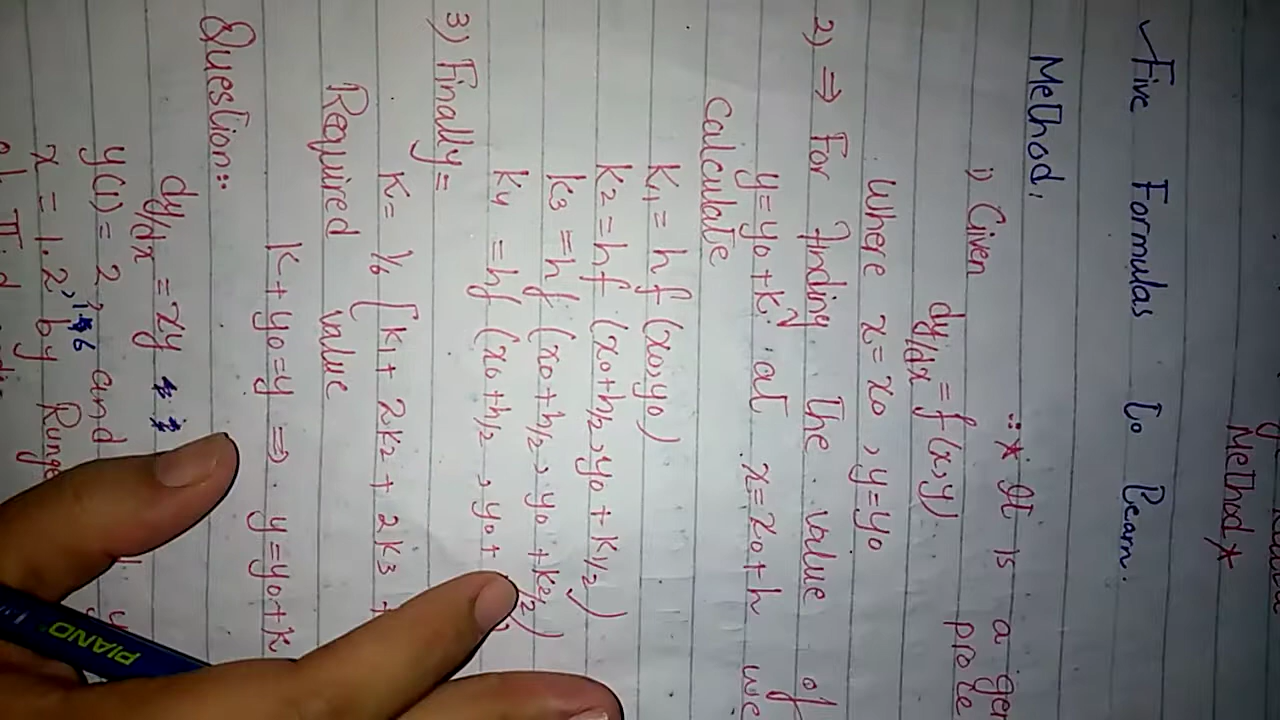 Method *
✓ Five Formulas To Learn.
Method,
∴ * It is a
i) Given
dy/dx = f(x,y)...
Where x = x0, y = y0
2) ⇒ For finding the value of
y = y0 + k at x = x0 + h we
calculate
K1 = hf (x0, y0)
K2 = hf (x0+h/2, y0 + K1/2)
K3 = hf (x0+h/2, y0 + K2/2)
K4 = hf (x0+h/2, y0 +
3) Finally =
K = 1/6 [K1 + 2K2 + 2K3 +
Required value
K + y0 = y ⇒ y = y0 + k
Question:-
dy/dx = xy
y(1) = 2, and
x = 1.2, by Runge
PIANO